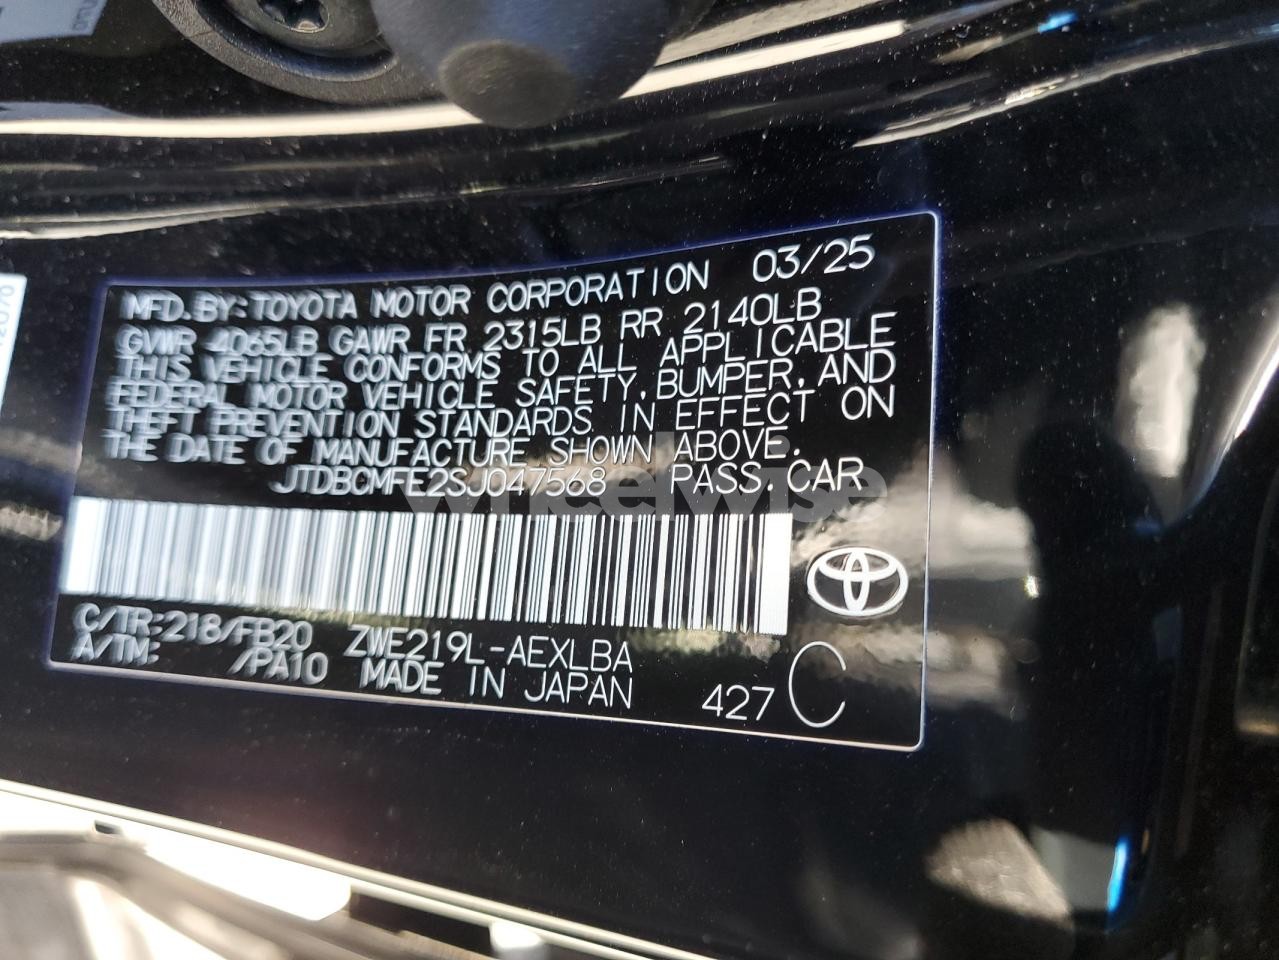 MFD.BY:TOYOTA MOTOR CORPORATION 03/25
GVWR 4065LB GAWR FR 2315LB RR 2140LB
THIS VEHICLE CONFORMS TO ALL APPLICABLE
FEDERAL MOTOR VEHICLE SAFETY,BUMPER,AND
THEFT PREVENTION STANDARDS IN EFFECT ON
THE DATE OF MANUFACTURE SHOWN ABOVE.
JTDBCMFE2SJ047568 PASS.CAR
wheelwise
C/TR:218/FB20 ZWE219L-AEXLBA
A/TM: /PA10 MADE IN JAPAN 427 C